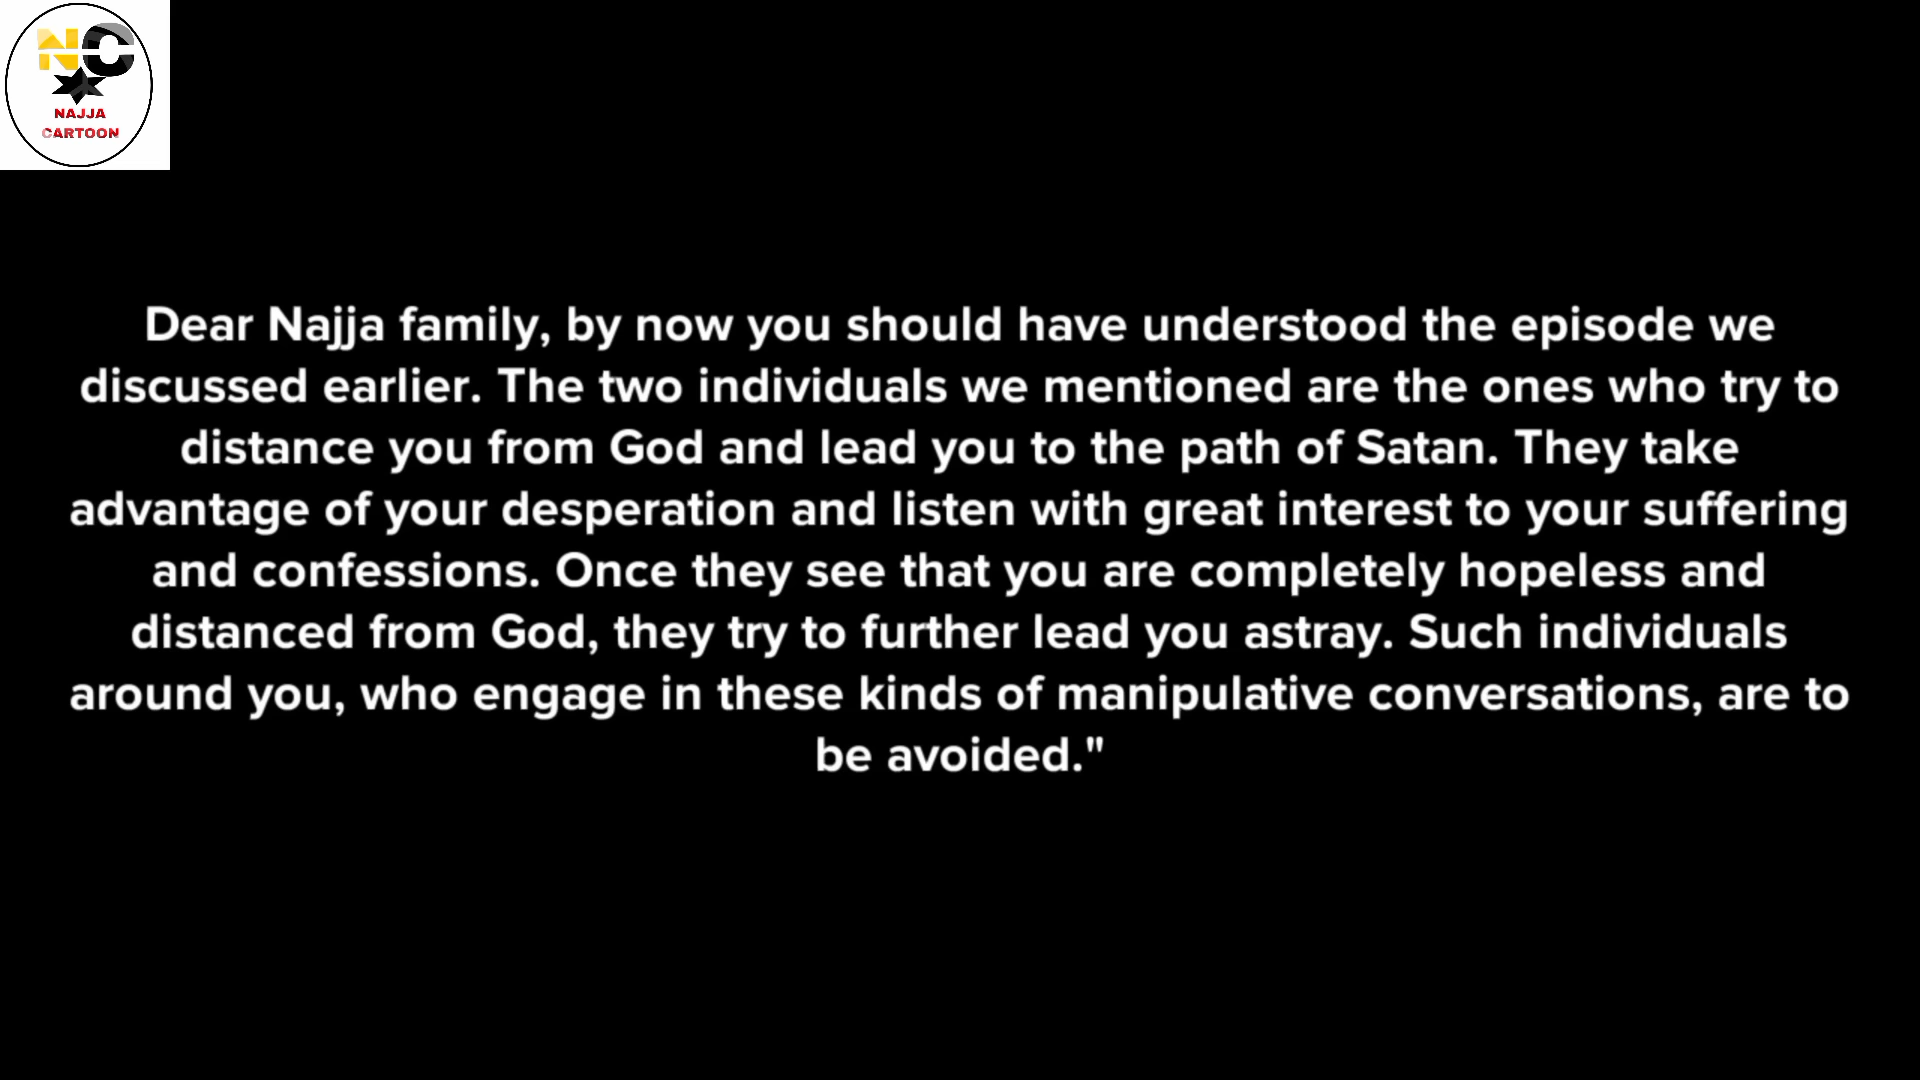 NC
NAJJA
CARTOON
Dear Najja family, by now you should have understood the episode we
discussed earlier. The two individuals we mentioned are the ones who try to
distance you from God and lead you to the path of Satan. They take
advantage of your desperation and listen with great interest to your suffering
and confessions. Once they see that you are completely hopeless and
distanced from God, they try to further lead you astray. Such individuals
around you, who engage in these kinds of manipulative conversations, are to
be avoided."